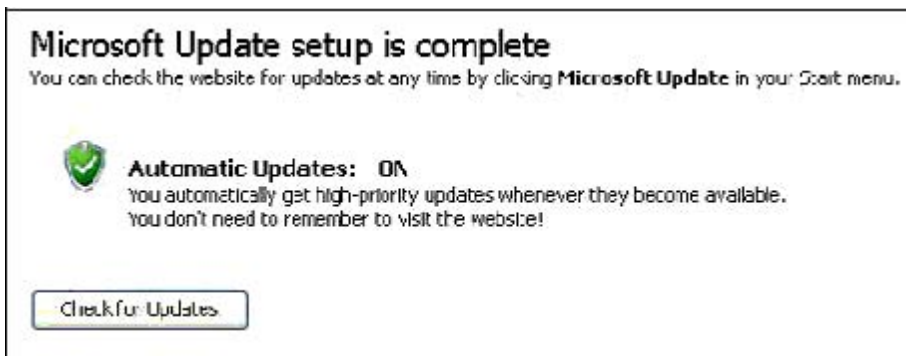 Microsoft Update setup is complete
You can check the website for updates at any time by clicking Microsoft Update in your Start menu.
Automatic Updates: ON
You automatically get high-priority updates whenever they become available.
You don't need to remember to visit the website!
Check for Updates